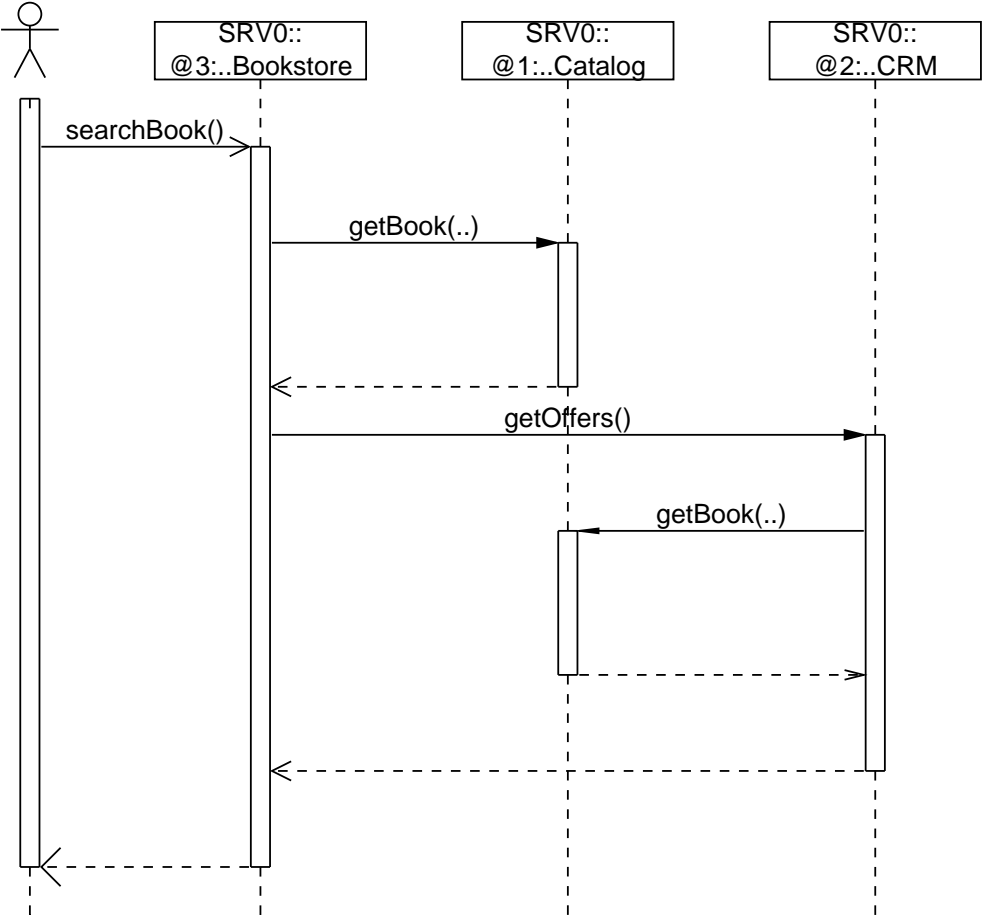 SRV0::
@3:..Bookstore
SRV0::
@1:..Catalog
SRV0::
@2:..CRM
searchBook()
getBook(..)
getOffers()
getBook(..)